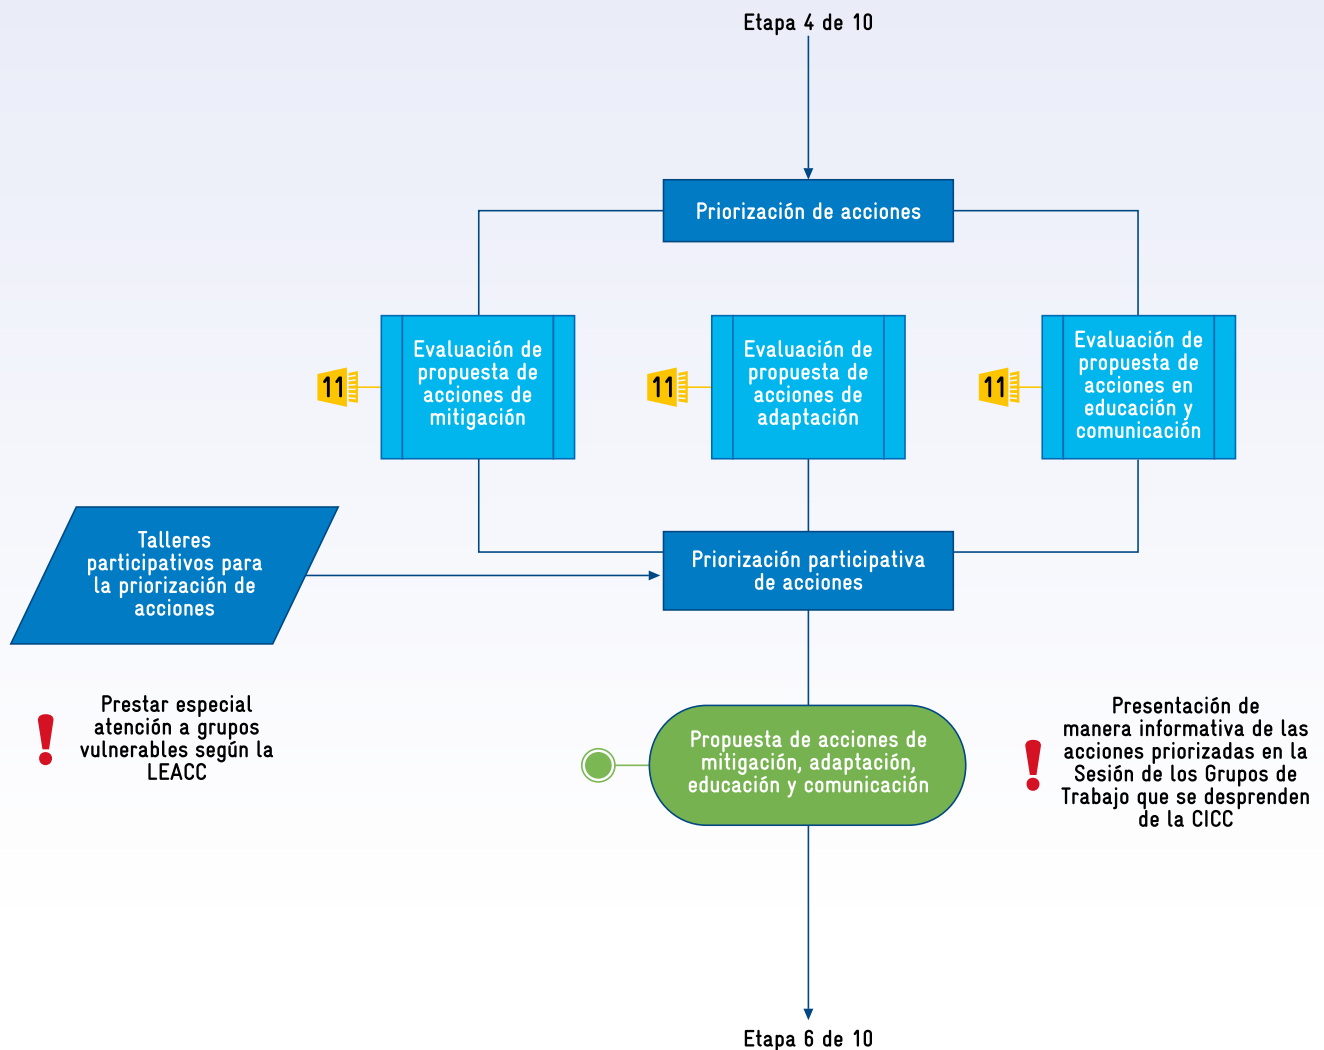 Etapa 4 de 10
Priorización de acciones
11
Evaluación de
propuesta de
acciones de
mitigación
11
Evaluación de
propuesta de
acciones de
adaptación
11
Evaluación de
propuesta de
acciones en
educación y
comunicación
Talleres
participativos para
la priorización de
acciones
Priorización participativa
de acciones
Prestar especial
atención a grupos
vulnerables según la
LEACC
Propuesta de acciones de
mitigación, adaptación,
educación y comunicación
Presentación de
manera informativa de las
acciones priorizadas en la
Sesión de los Grupos de
Trabajo que se desprenden
de la CICC
Etapa 6 de 10